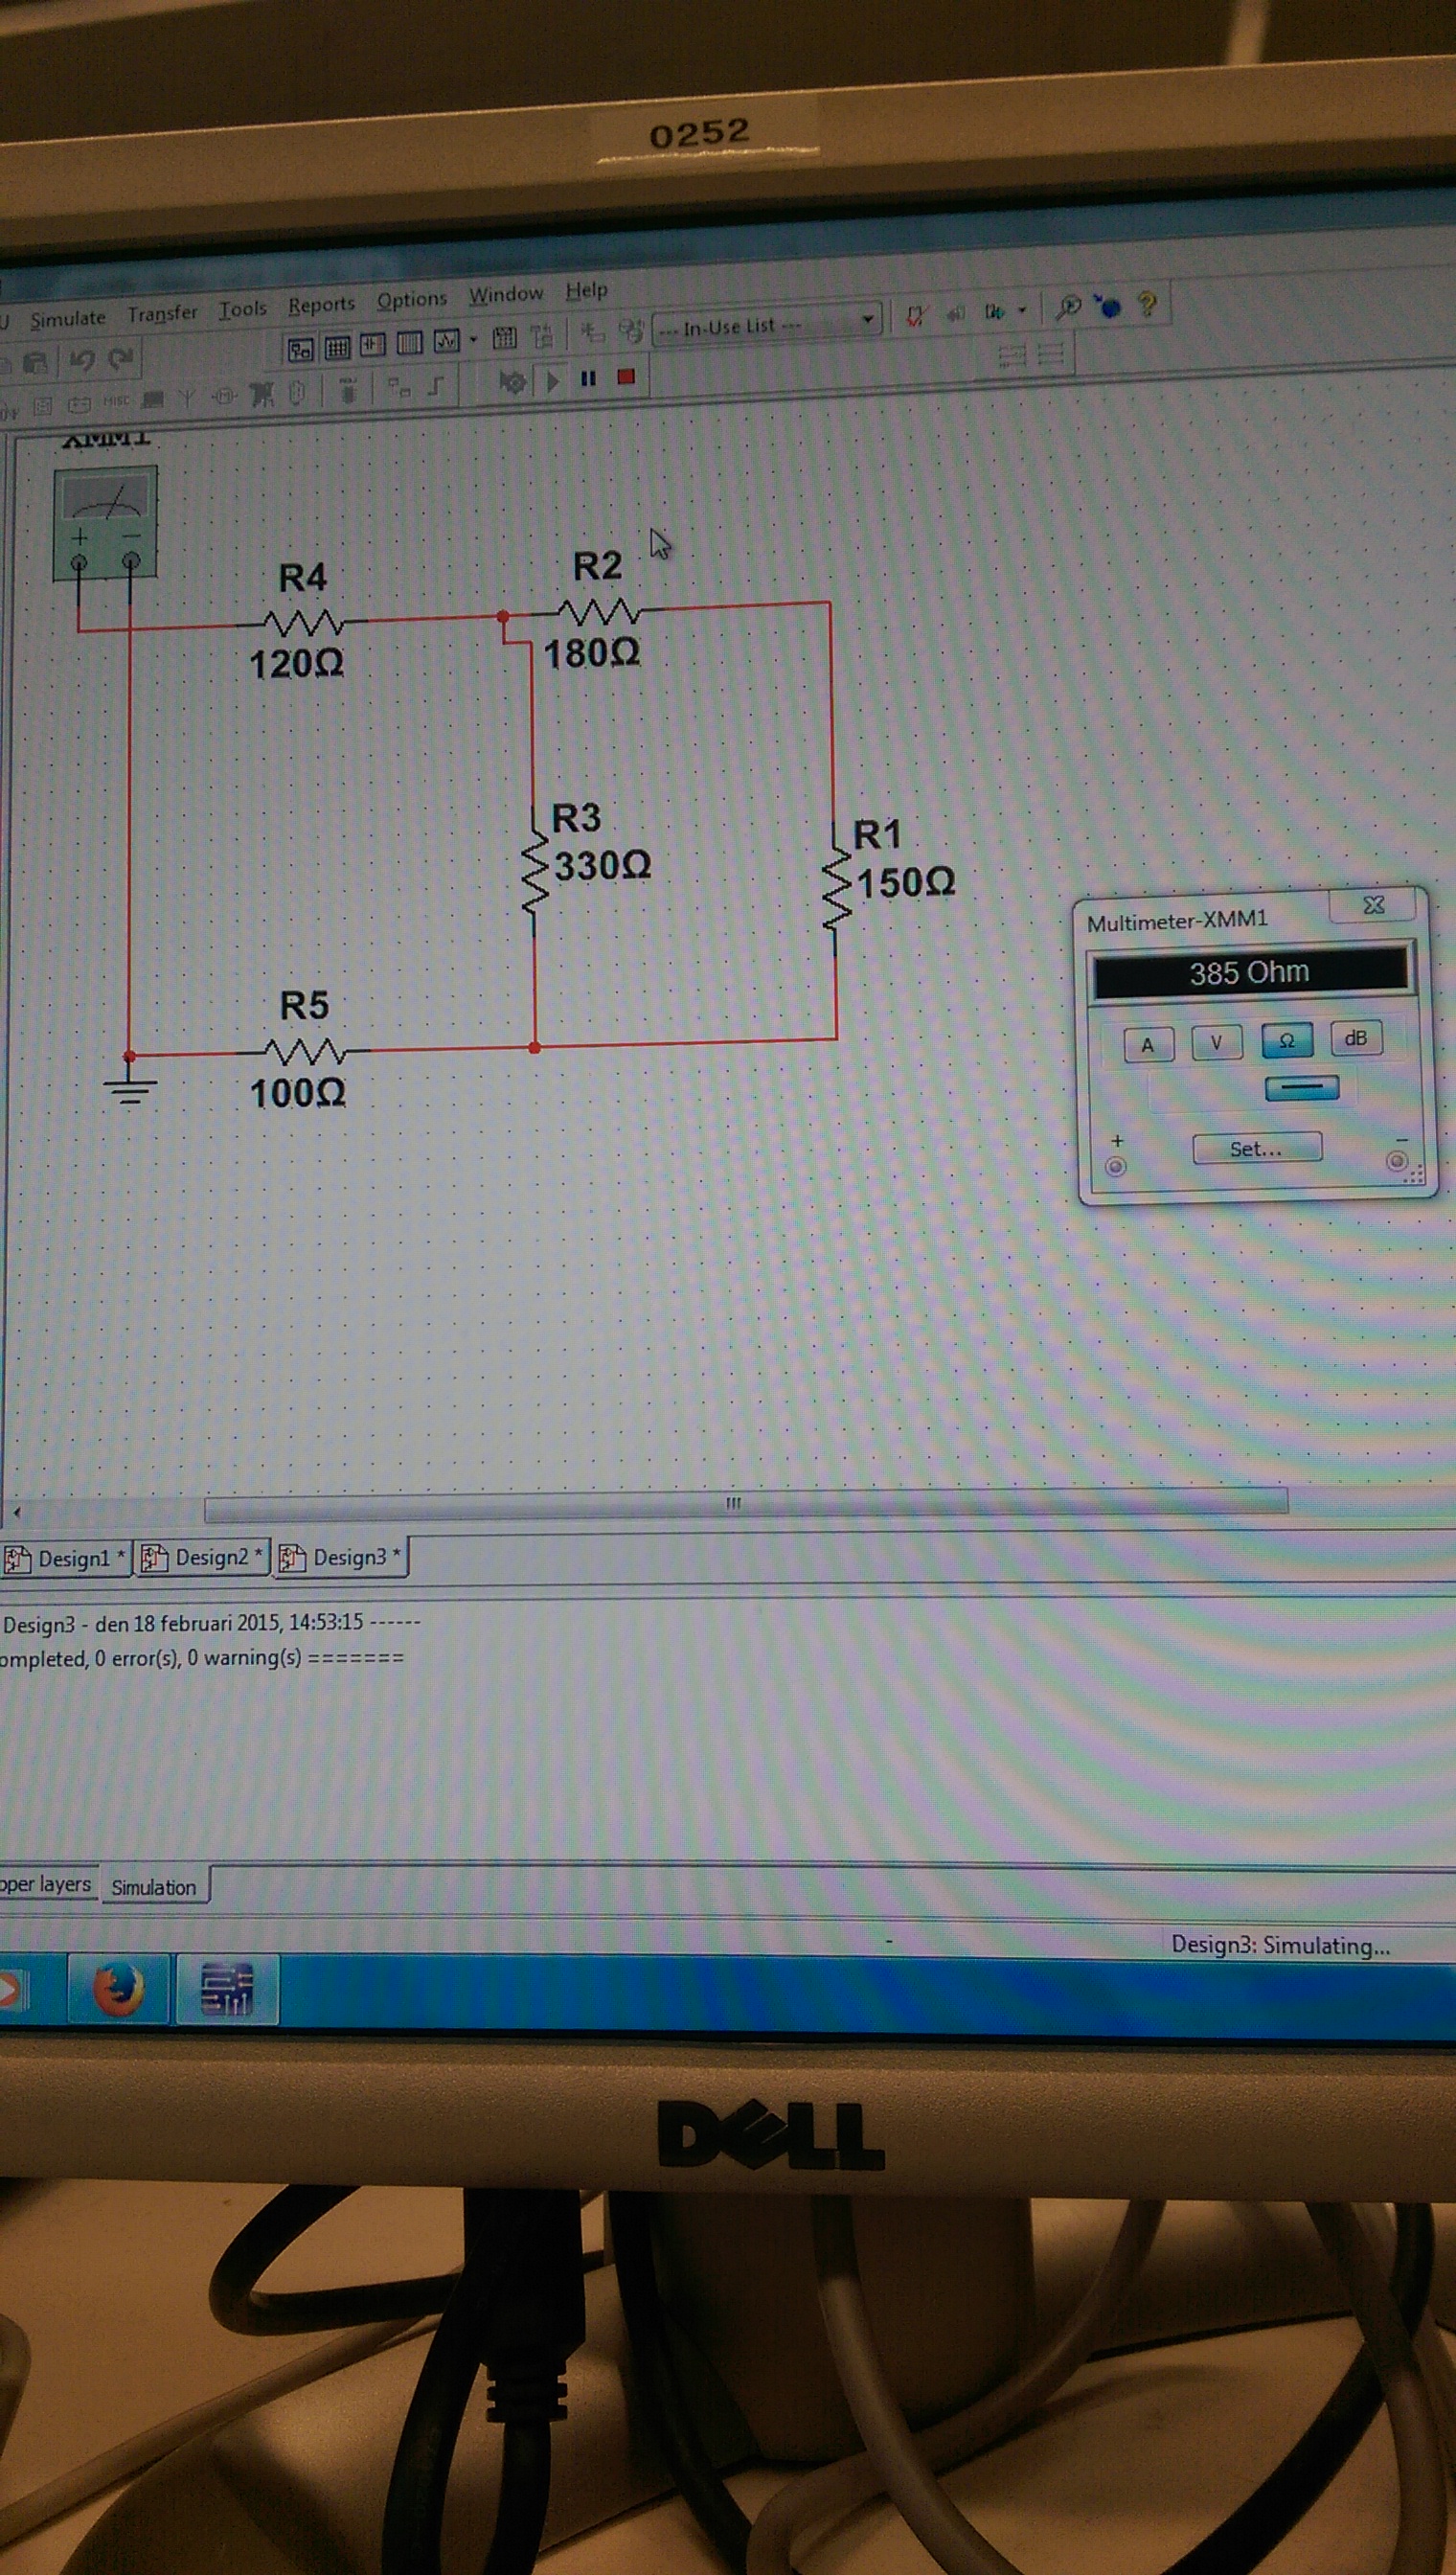 0252
U Simulate Transfer Tools Reports Options Window Help
--- In-Use List ---
MISC
XMM1
+ −
R4
120Ω
R2
180Ω
R3
330Ω
R1
150Ω
R5
100Ω
Multimeter-XMM1
385 Ohm
A V Ω dB
+ −
Set...
Design1 * Design2 * Design3 *
Design3 - den 18 februari 2015, 14:53:15 ------
ompleted, 0 error(s), 0 warning(s) =======
pper layers Simulation
-
Design3: Simulating...
DELL